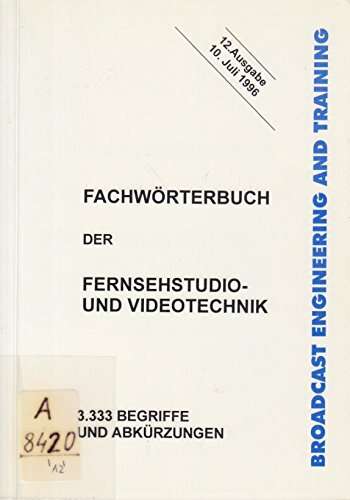 12.Ausgabe
10. Juli 1996
BROADCAST ENGINEERING AND TRAINING
FACHWÖRTERBUCH
DER
FERNSEHSTUDIO-
UND VIDEOTECHNIK
3.333 BEGRIFFE
UND ABKÜRZUNGEN
A
8420
12